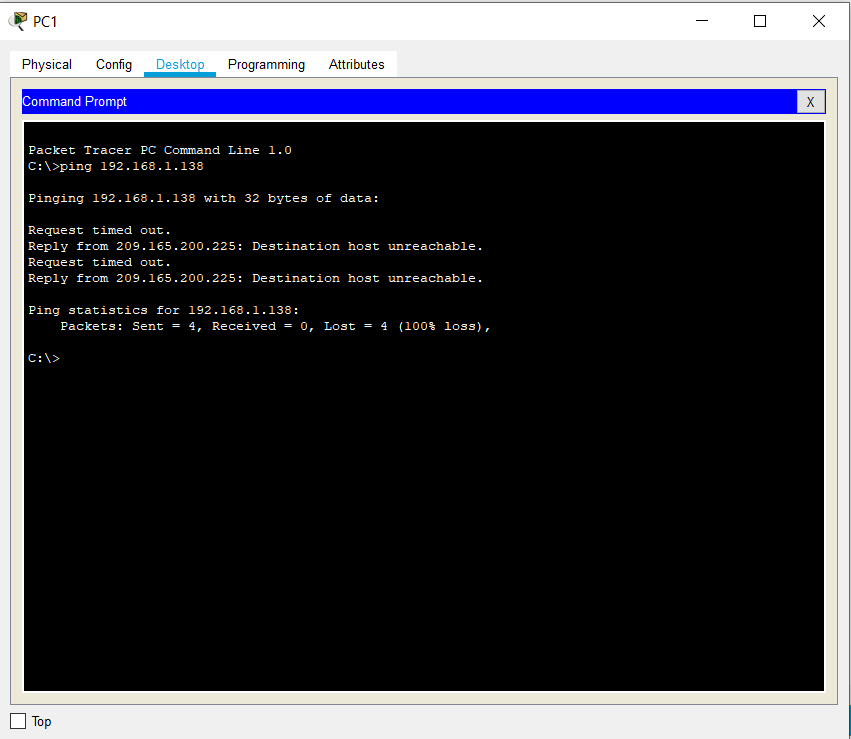 PC1
Physical Config Desktop Programming Attributes
Command Prompt X
Packet Tracer PC Command Line 1.0
C:\>ping 192.168.1.138
Pinging 192.168.1.138 with 32 bytes of data:
Request timed out.
Reply from 209.165.200.225: Destination host unreachable.
Request timed out.
Reply from 209.165.200.225: Destination host unreachable.
Ping statistics for 192.168.1.138:
    Packets: Sent = 4, Received = 0, Lost = 4 (100% loss),
C:\>
Top